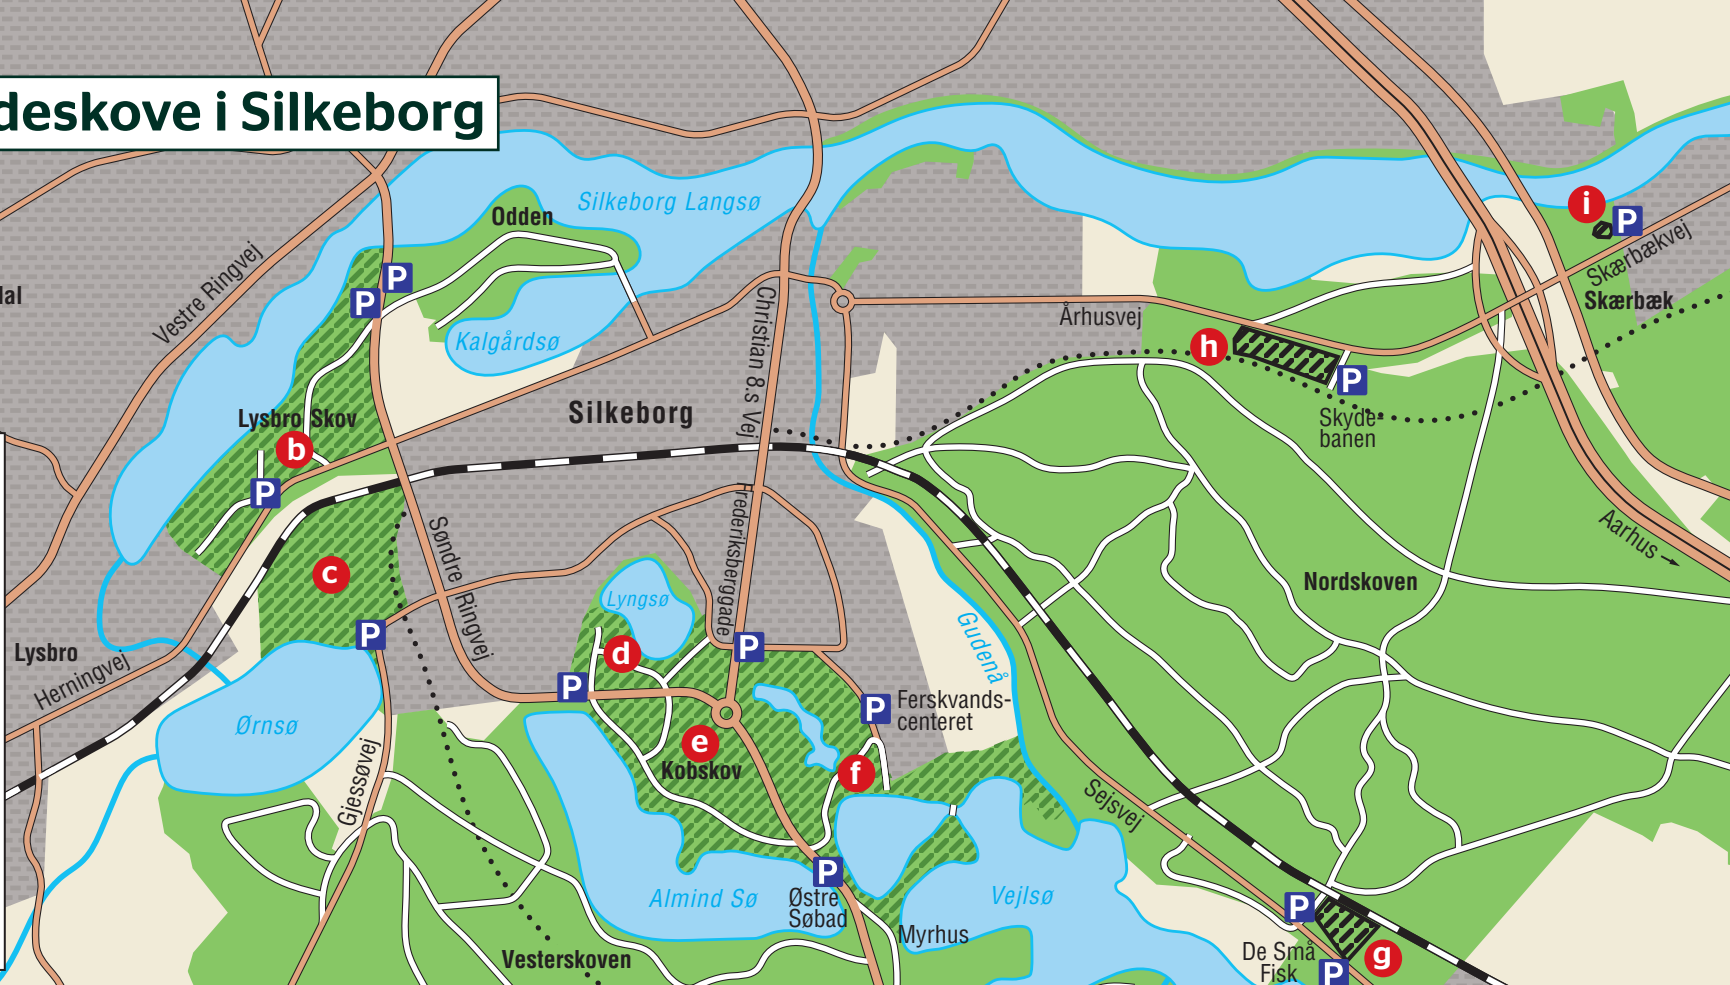 deskove i Silkeborg
Silkeborg Langsø
Odden
i
P
Skærbækvej
Skærbæk
P
P
Vestre Ringvej
Kalgårdsø
Christian 8.s Vej
Århusvej
h
P
Skyde-
banen
Silkeborg
Lysbro Skov
b
P
Aarhus
Søndre Ringvej
Frederiksberggade
c
Lyngsø
Nordskoven
Gudenå
P
Lysbro
Herningvej
d
P
P
P
Ferskvands-
centeret
Ørnsø
e
Kobskov
f
Gjessøvej
Sejsvej
P
Almind Sø
Østre
Søbad
Vejlsø
P
Myrhus
Vesterskoven
De Små
Fisk
g
P